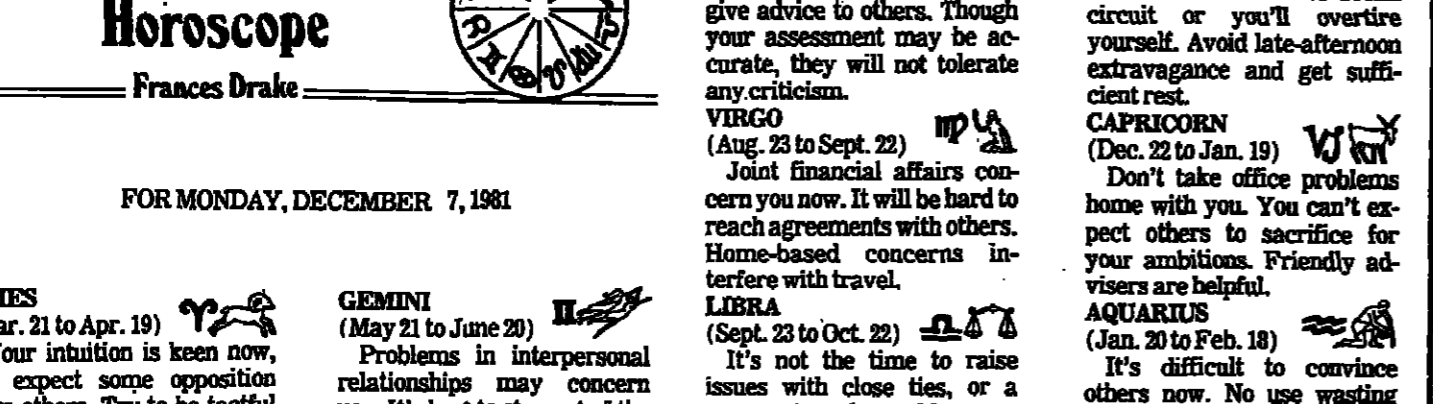 Horoscope
Frances Drake
FOR MONDAY, DECEMBER 7, 1981
(Mar. 21 to Apr. 19)
Your intuition is keen now,
expect some opposition
GEMINI
(May 21 to June 20)
Problems in interpersonal
relationships may concern
give advice to others. Though
your assessment may be ac-
curate, they will not tolerate
any criticism.
VIRGO
(Aug. 23 to Sept. 22)
Joint financial affairs con-
cern you now. It will be hard to
reach agreements with others.
Home-based concerns in-
terfere with travel.
LIBRA
(Sept. 23 to Oct. 22)
It's not the time to raise
issues with close ties, or a
circuit or you'll overtire
yourself. Avoid late-afternoon
extravagance and get suffi-
cient rest.
CAPRICORN
(Dec. 22 to Jan. 19)
Don't take office problems
home with you. You can't ex-
pect others to sacrifice for
your ambitions. Friendly ad-
visers are helpful.
AQUARIUS
(Jan. 20 to Feb. 18)
It's difficult to convince
others now. No use wasting